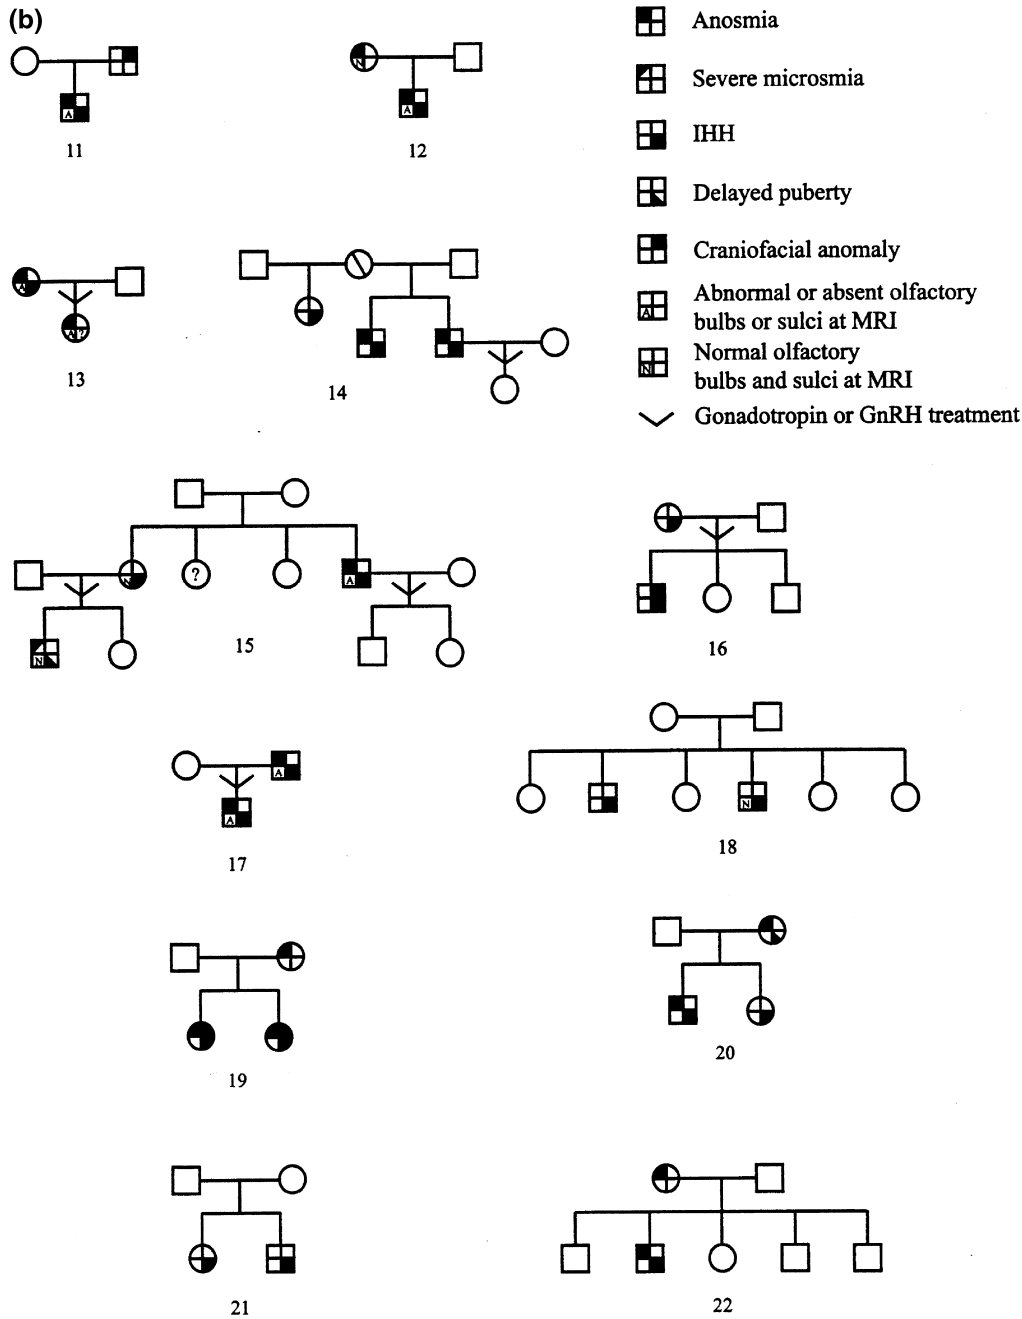 (b)
Anosmia
Severe microsmia
IHH
Delayed puberty
Craniofacial anomaly
A
Abnormal or absent olfactory
bulbs or sulci at MRI
N
Normal olfactory
bulbs and sulci at MRI
Gonadotropin or GnRH treatment
A
11
N
A
12
A
A ?
13
14
N
?
A
N
15
16
A
A
17
N
18
19
20
21
22